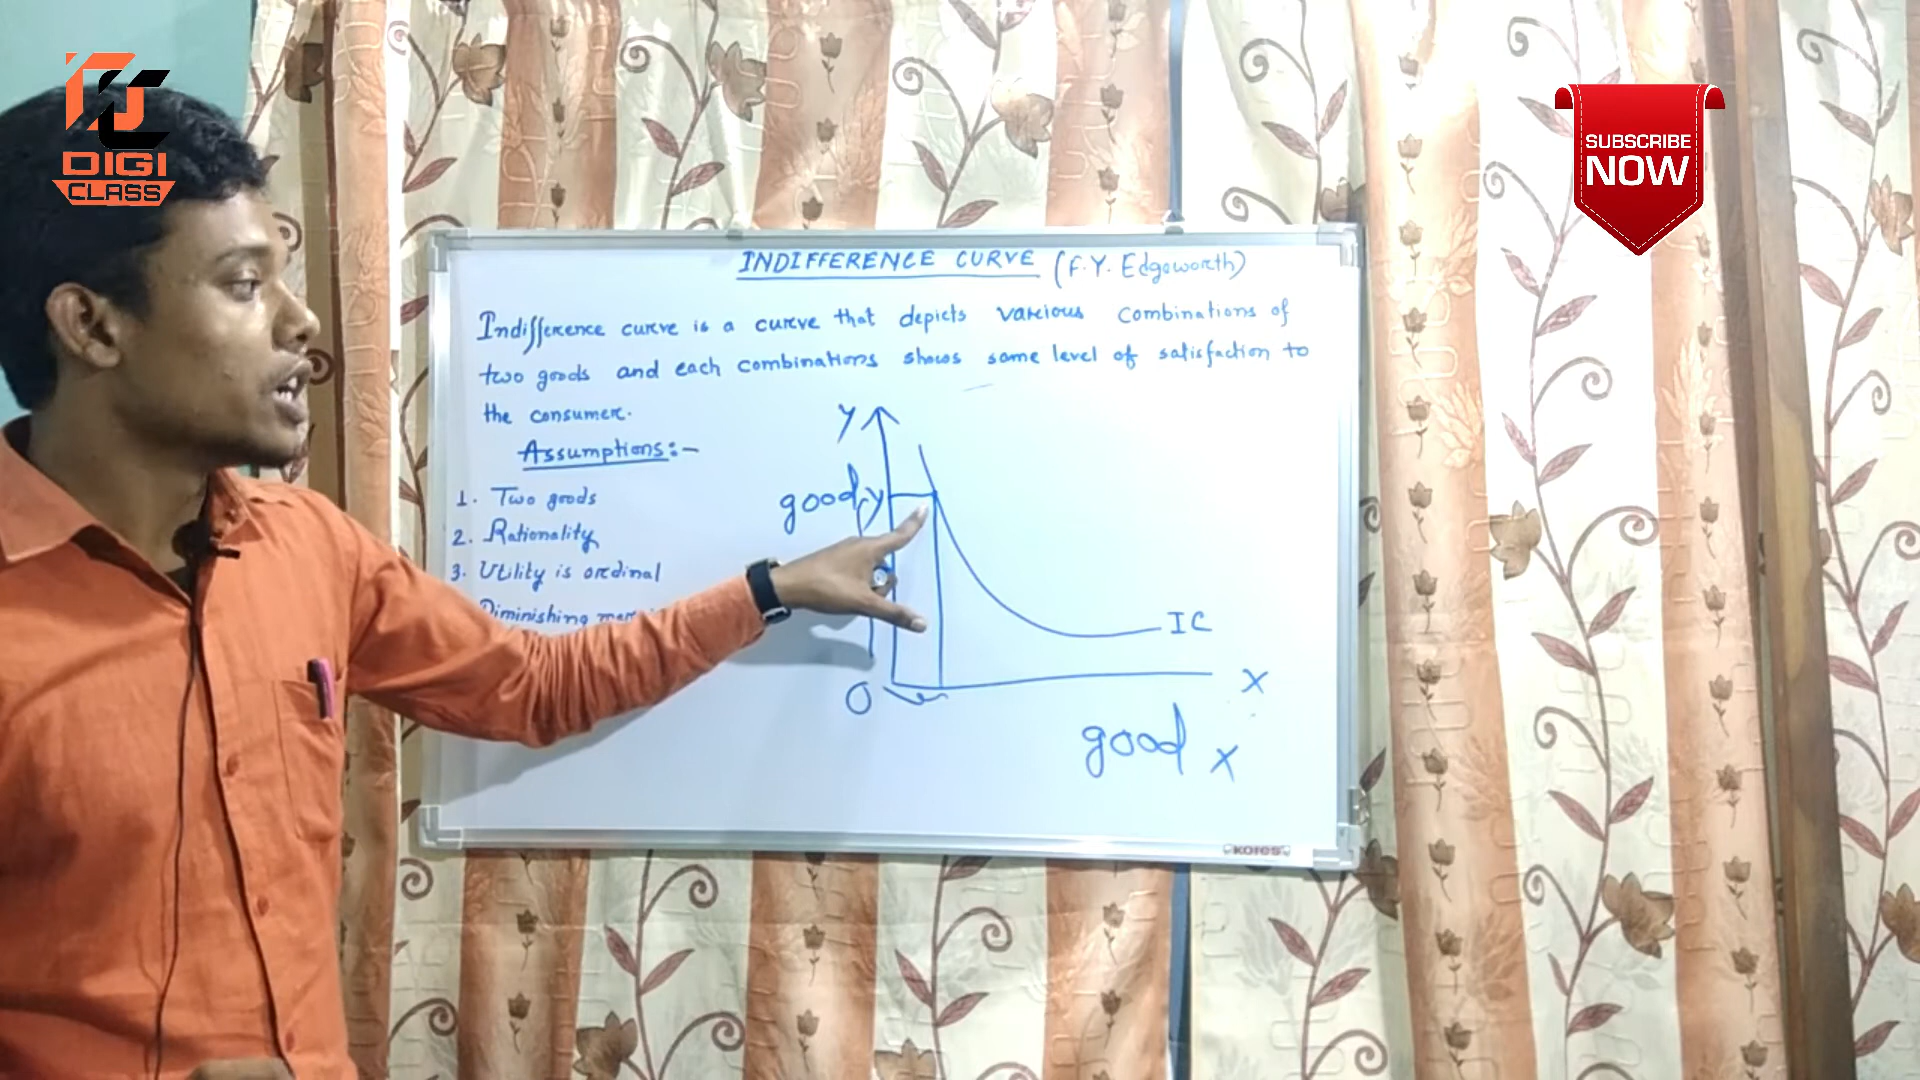 DIGI
CLASS
SUBSCRIBE
NOW
INDIFFERENCE CURVE (F.Y. Edgeworth)
Indifference curve is a curve that depicts various combinations of
two goods and each combinations shows same level of satisfaction to
the consumer.
Assumptions:-
1. Two goods
2. Rationality
3. Utility is ordinal
Diminishing
Y
good y
IC
O
X
good x
kores